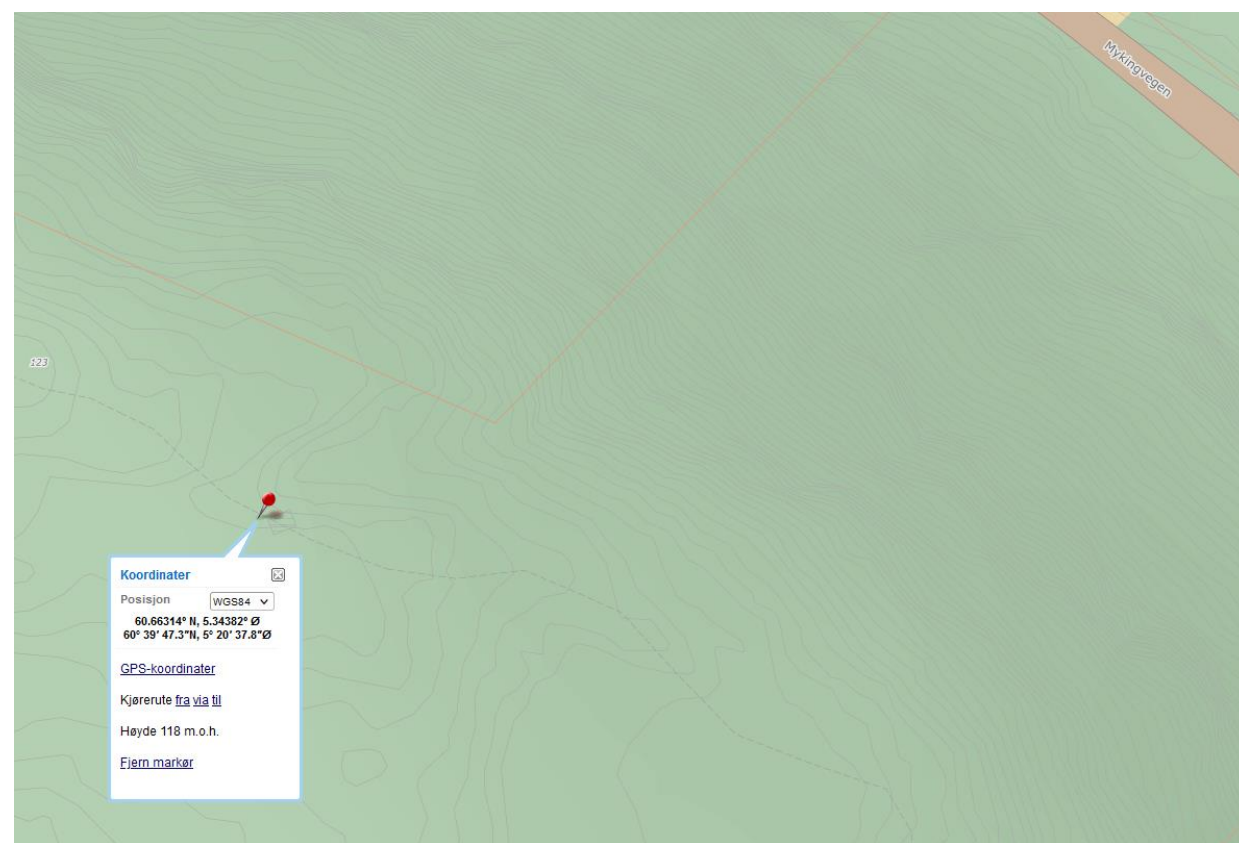 Mykingvegen
123
Koordinater
Posisjon WGS84
60.66314° N, 5.34382° Ø
60° 39' 47.3"N, 5° 20' 37.8"Ø
GPS-koordinater
Kjørerute fra via til
Høyde 118 m.o.h.
Fjern markør